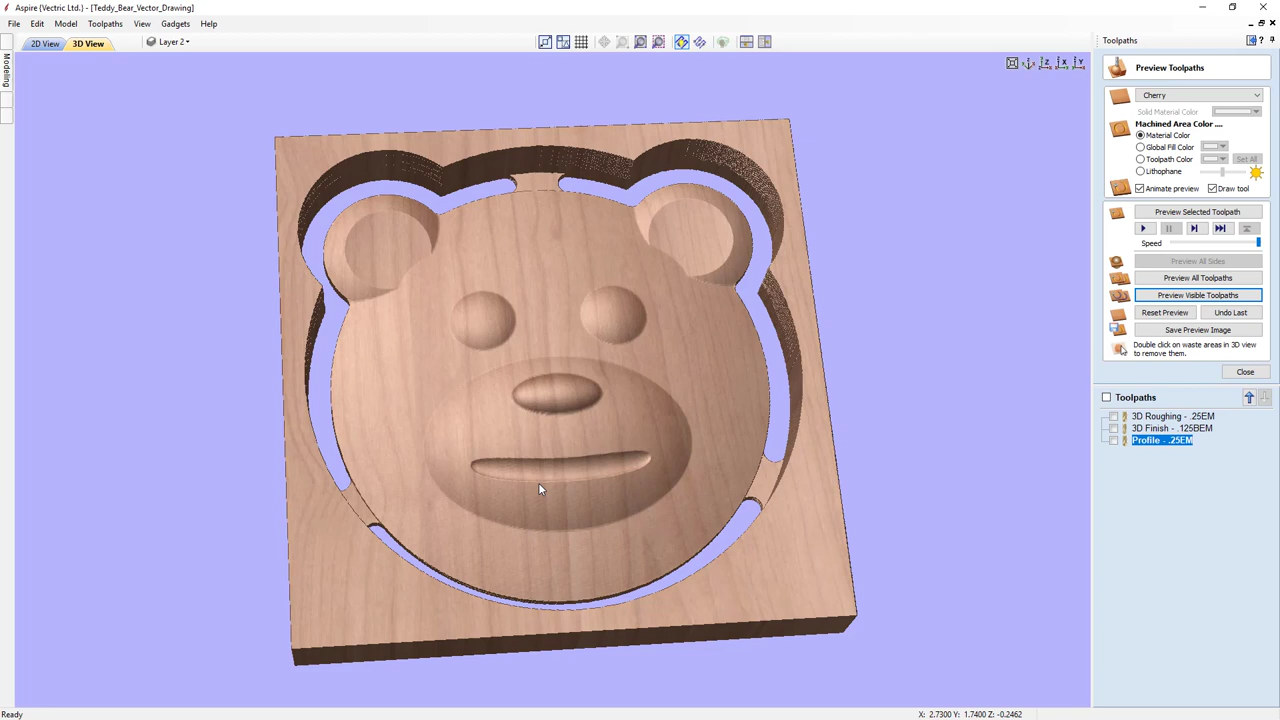 Aspire (Vectric Ltd.) - [Teddy_Bear_Vector_Drawing]
File Edit Model Toolpaths View Gadgets Help
2D View 3D View Layer 2
Modeling
Toolpaths
Preview Toolpaths
Cherry
Solid Material Color
Machined Area Color ....
Material Color
Global Fill Color
Toolpath Color Set All
Lithophane
Animate preview Draw tool
Preview Selected Toolpath
Speed
Preview All Sides
Preview All Toolpaths
Preview Visible Toolpaths
Reset Preview Undo Last
Save Preview Image
Double click on waste areas in 3D view
to remove them.
Close
Toolpaths
3D Roughing - .25EM
3D Finish - .125BEM
Profile - .25EM
Ready X: 2.7300 Y: 1.7400 Z: -0.2462